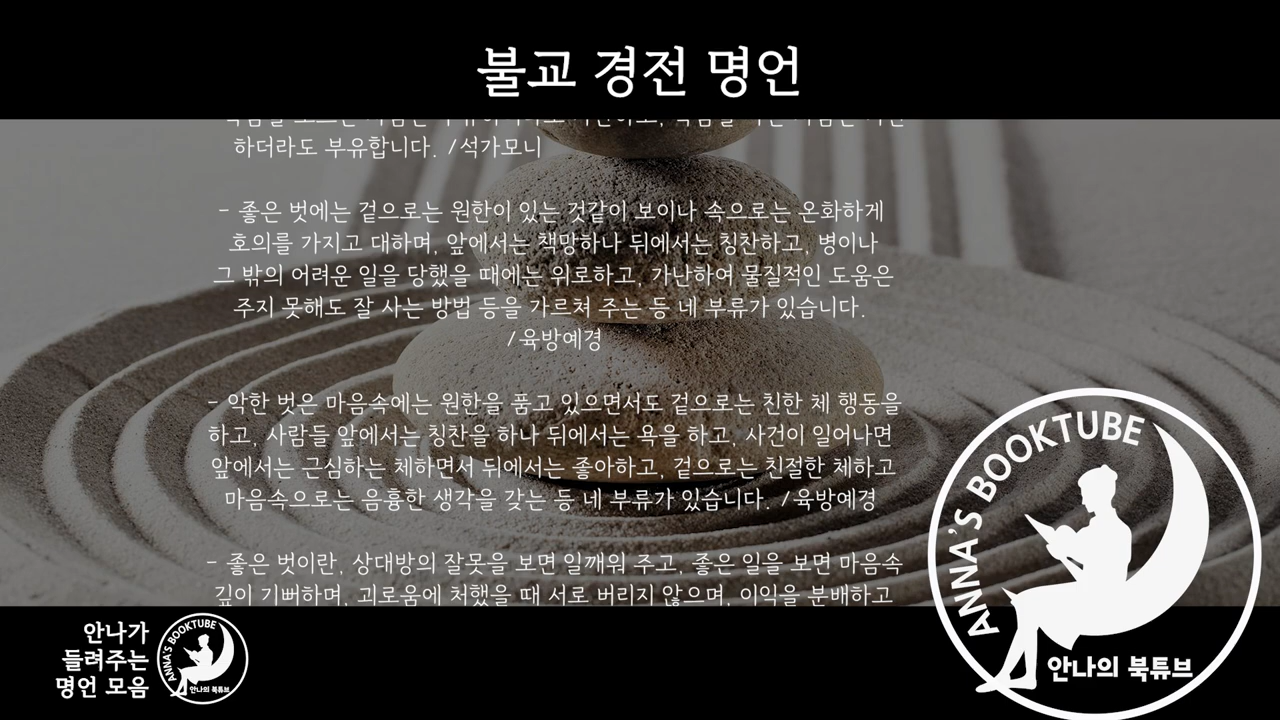 불교 경전 명언
하더라도 부유합니다. /석가모니
- 좋은 벗에는 겉으로는 원한이 있는 것같이 보이나 속으로는 온화하게
호의를 가지고 대하며, 앞에서는 책망하나 뒤에서는 칭찬하고, 병이나
그 밖의 어려운 일을 당했을 때에는 위로하고, 가난하여 물질적인 도움은
주지 못해도 잘 사는 방법 등을 가르쳐 주는 등 네 부류가 있습니다.
/육방예경
- 악한 벗은 마음속에는 원한을 품고 있으면서도 겉으로는 친한 체 행동을
하고, 사람들 앞에서는 칭찬을 하나 뒤에서는 욕을 하고, 사건이 일어나면
앞에서는 근심하는 체하면서 뒤에서는 좋아하고, 겉으로는 친절한 체하고
마음속으로는 음흉한 생각을 갖는 등 네 부류가 있습니다. /육방예경
- 좋은 벗이란, 상대방의 잘못을 보면 일깨워 주고, 좋은 일을 보면 마음속
깊이 기뻐하며, 괴로움에 처했을 때 서로 버리지 않으며, 이익을 분배하고
안나가
들려주는
명언 모음
ANNA'S BOOKTUBE
안나의 북튜브
ANNA'S BOOKTUBE
안나의 북튜브